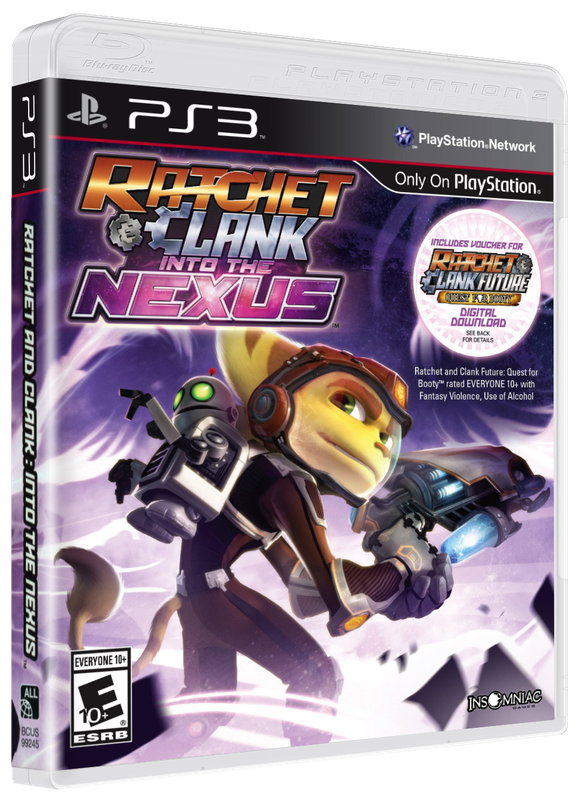 Blu-ray Disc
PLAYSTATION 3
PS3
PS3™
PlayStation®Network
Only On PlayStation®
RATCHET
CLANK
INTO THE
NEXUS™
INCLUDES VOUCHER FOR
RATCHET
CLANK FUTURE
QUEST FOR BOOTY
DIGITAL
DOWNLOAD
SEE BACK
FOR DETAILS
Ratchet and Clank Future: Quest for
Booty™ rated EVERYONE 10+ with
Fantasy Violence, Use of Alcohol
RATCHET AND CLANK: INTO THE NEXUS
EVERYONE 10+
E
10+
ESRB
ALL
BCUS
99245
INSOMNIAC
GAMES